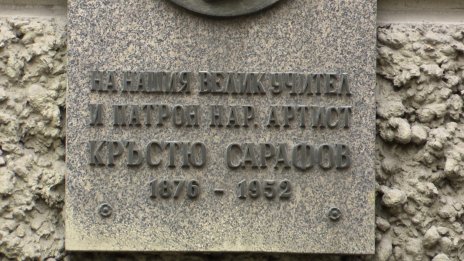 НА НАШИЯ ВЕЛИК УЧИТЕЛ
И ПАТРОН НАР. АРТИСТ
КРЪСТЮ САРАФОВ
1876 - 1952